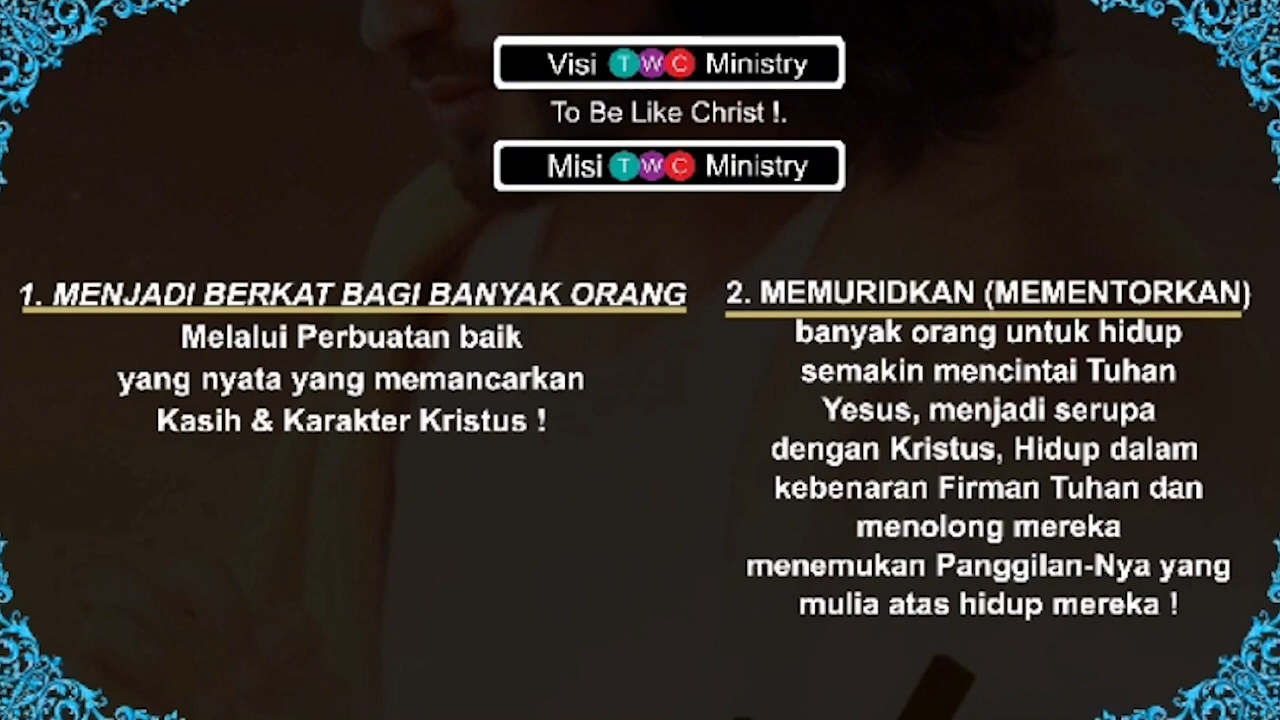 Visi TWC Ministry
To Be Like Christ !.
Misi TWC Ministry
1. MENJADI BERKAT BAGI BANYAK ORANG
Melalui Perbuatan baik
yang nyata yang memancarkan
Kasih & Karakter Kristus !
2. MEMURIDKAN (MEMENTORKAN)
banyak orang untuk hidup
semakin mencintai Tuhan
Yesus, menjadi serupa
dengan Kristus, Hidup dalam
kebenaran Firman Tuhan dan
menolong mereka
menemukan Panggilan-Nya yang
mulia atas hidup mereka !